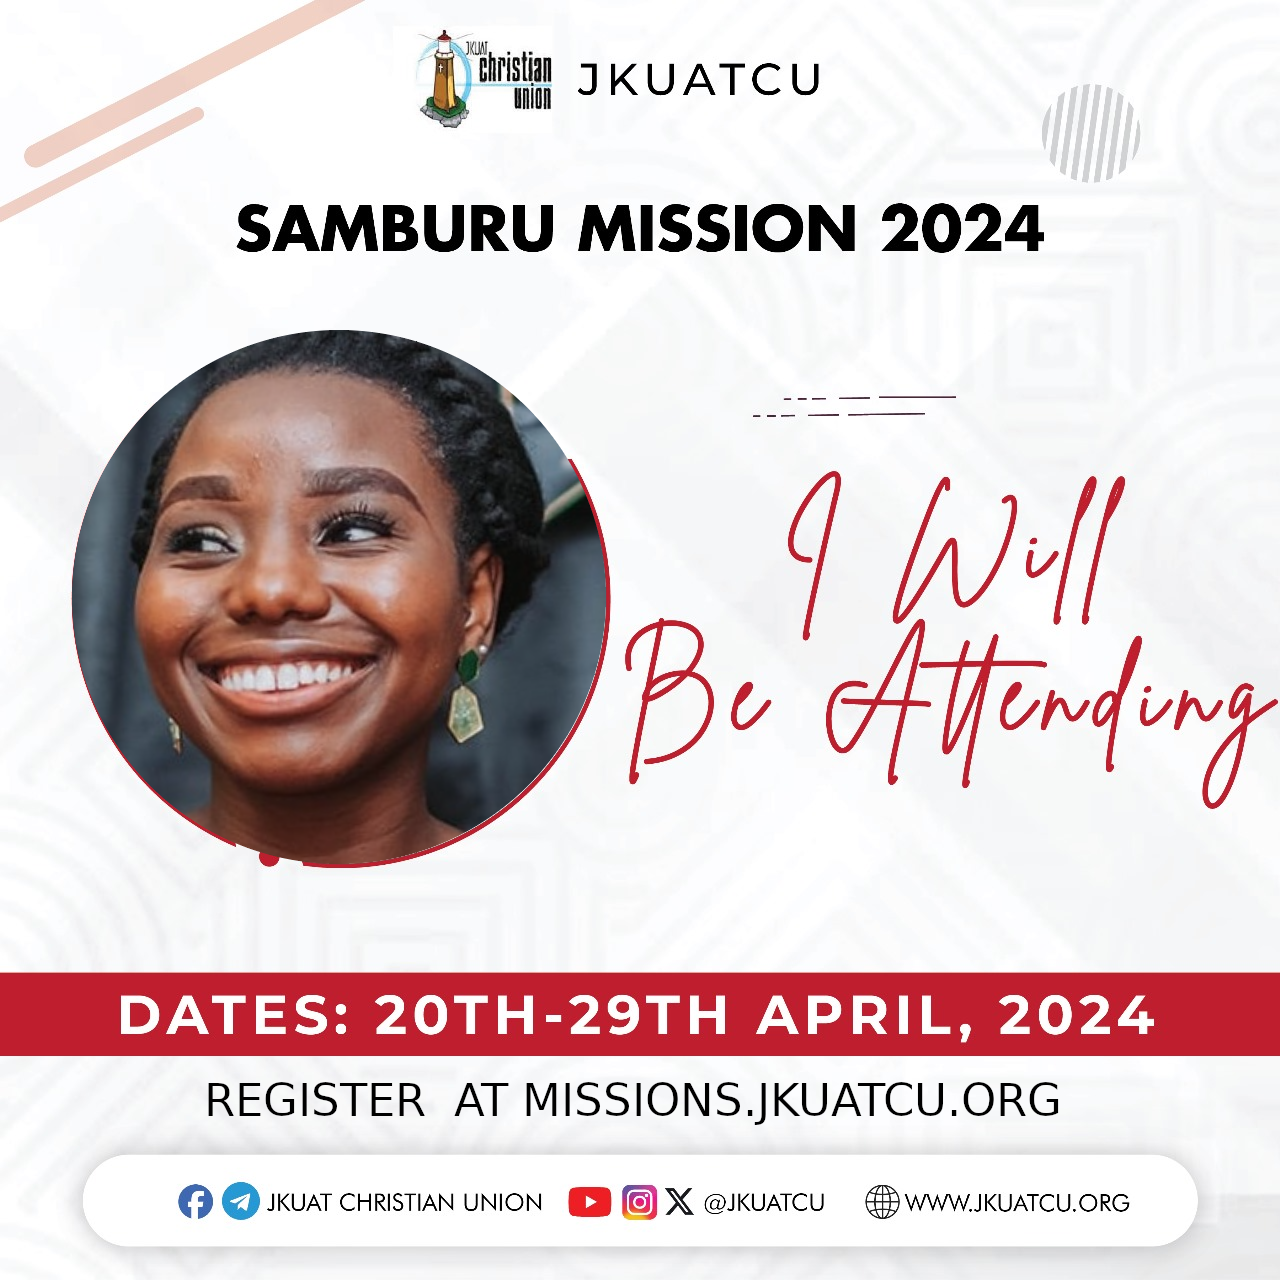 JKUAT
christian
union
JKUATCU
SAMBURU MISSION 2024
I Will
Be Attending
DATES: 20TH-29TH APRIL, 2024
REGISTER  AT MISSIONS.JKUATCU.ORG
JKUAT CHRISTIAN UNION @JKUATCU WWW.JKUATCU.ORG